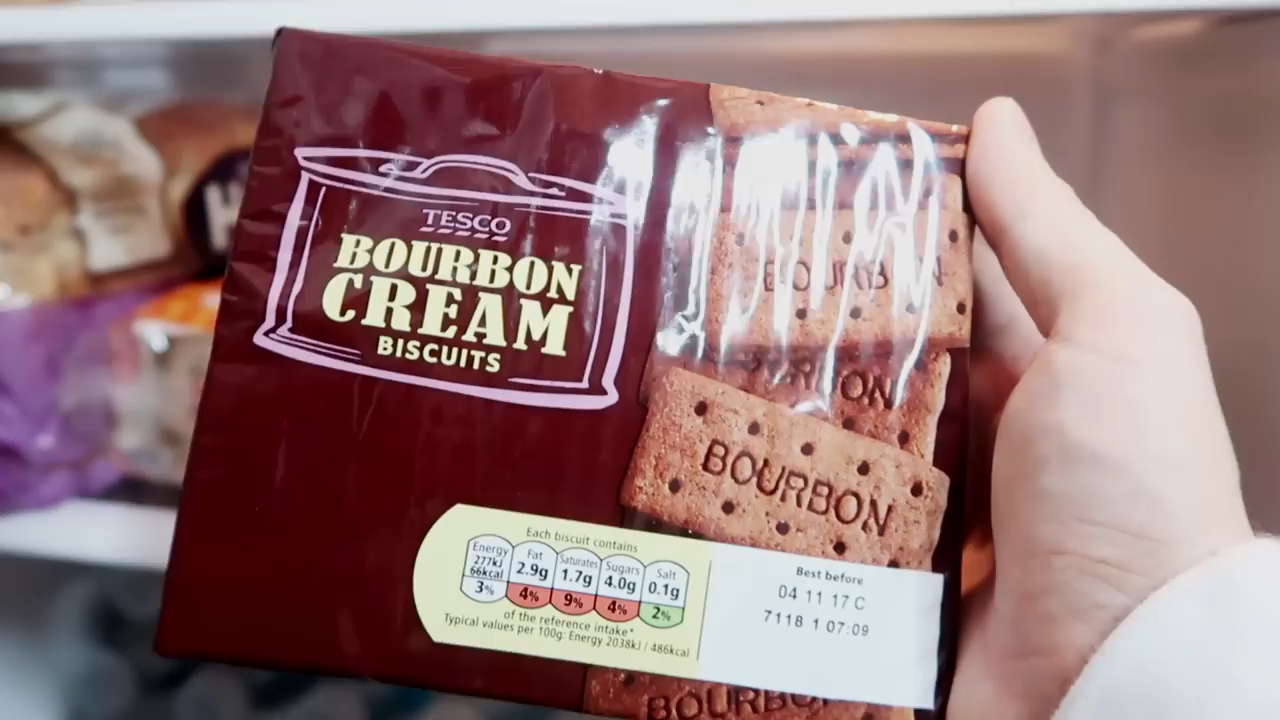 TESCO
BOURBON
CREAM
BISCUITS
BOURBON
BOURBON
Each biscuit contains
Energy
277kJ
66kcal
3%
Fat
2.9g
4%
Saturates
1.7g
9%
Sugars
4.0g
4%
Salt
0.1g
2%
of the reference intake*
Typical values per 100g: Energy 2038kJ / 486kcal
Best before
04 11 17 C
7118 1 07:09